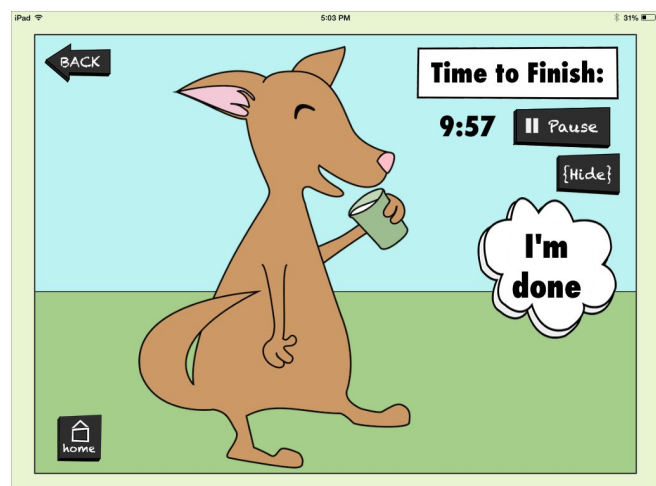 iPad 5:03 PM 31%
BACK
Time to Finish:
9:57 Pause
{Hide}
I'm
done
home